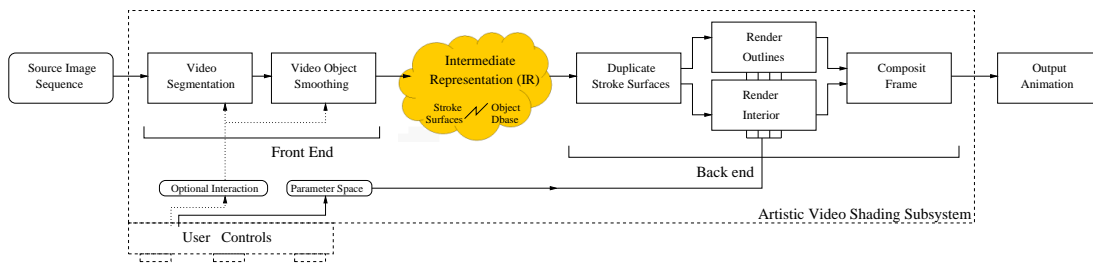 Source Image
Sequence
Video
Segmentation
Video Object
Smoothing
Intermediate
Representation (IR)
Stroke
Surfaces
Object
Dbase
Duplicate
Stroke Surfaces
Render
Outlines
Render
Interior
Composit
Frame
Output
Animation
Front End
Back end
Optional Interaction
Parameter Space
Artistic Video Shading Subsystem
User Controls